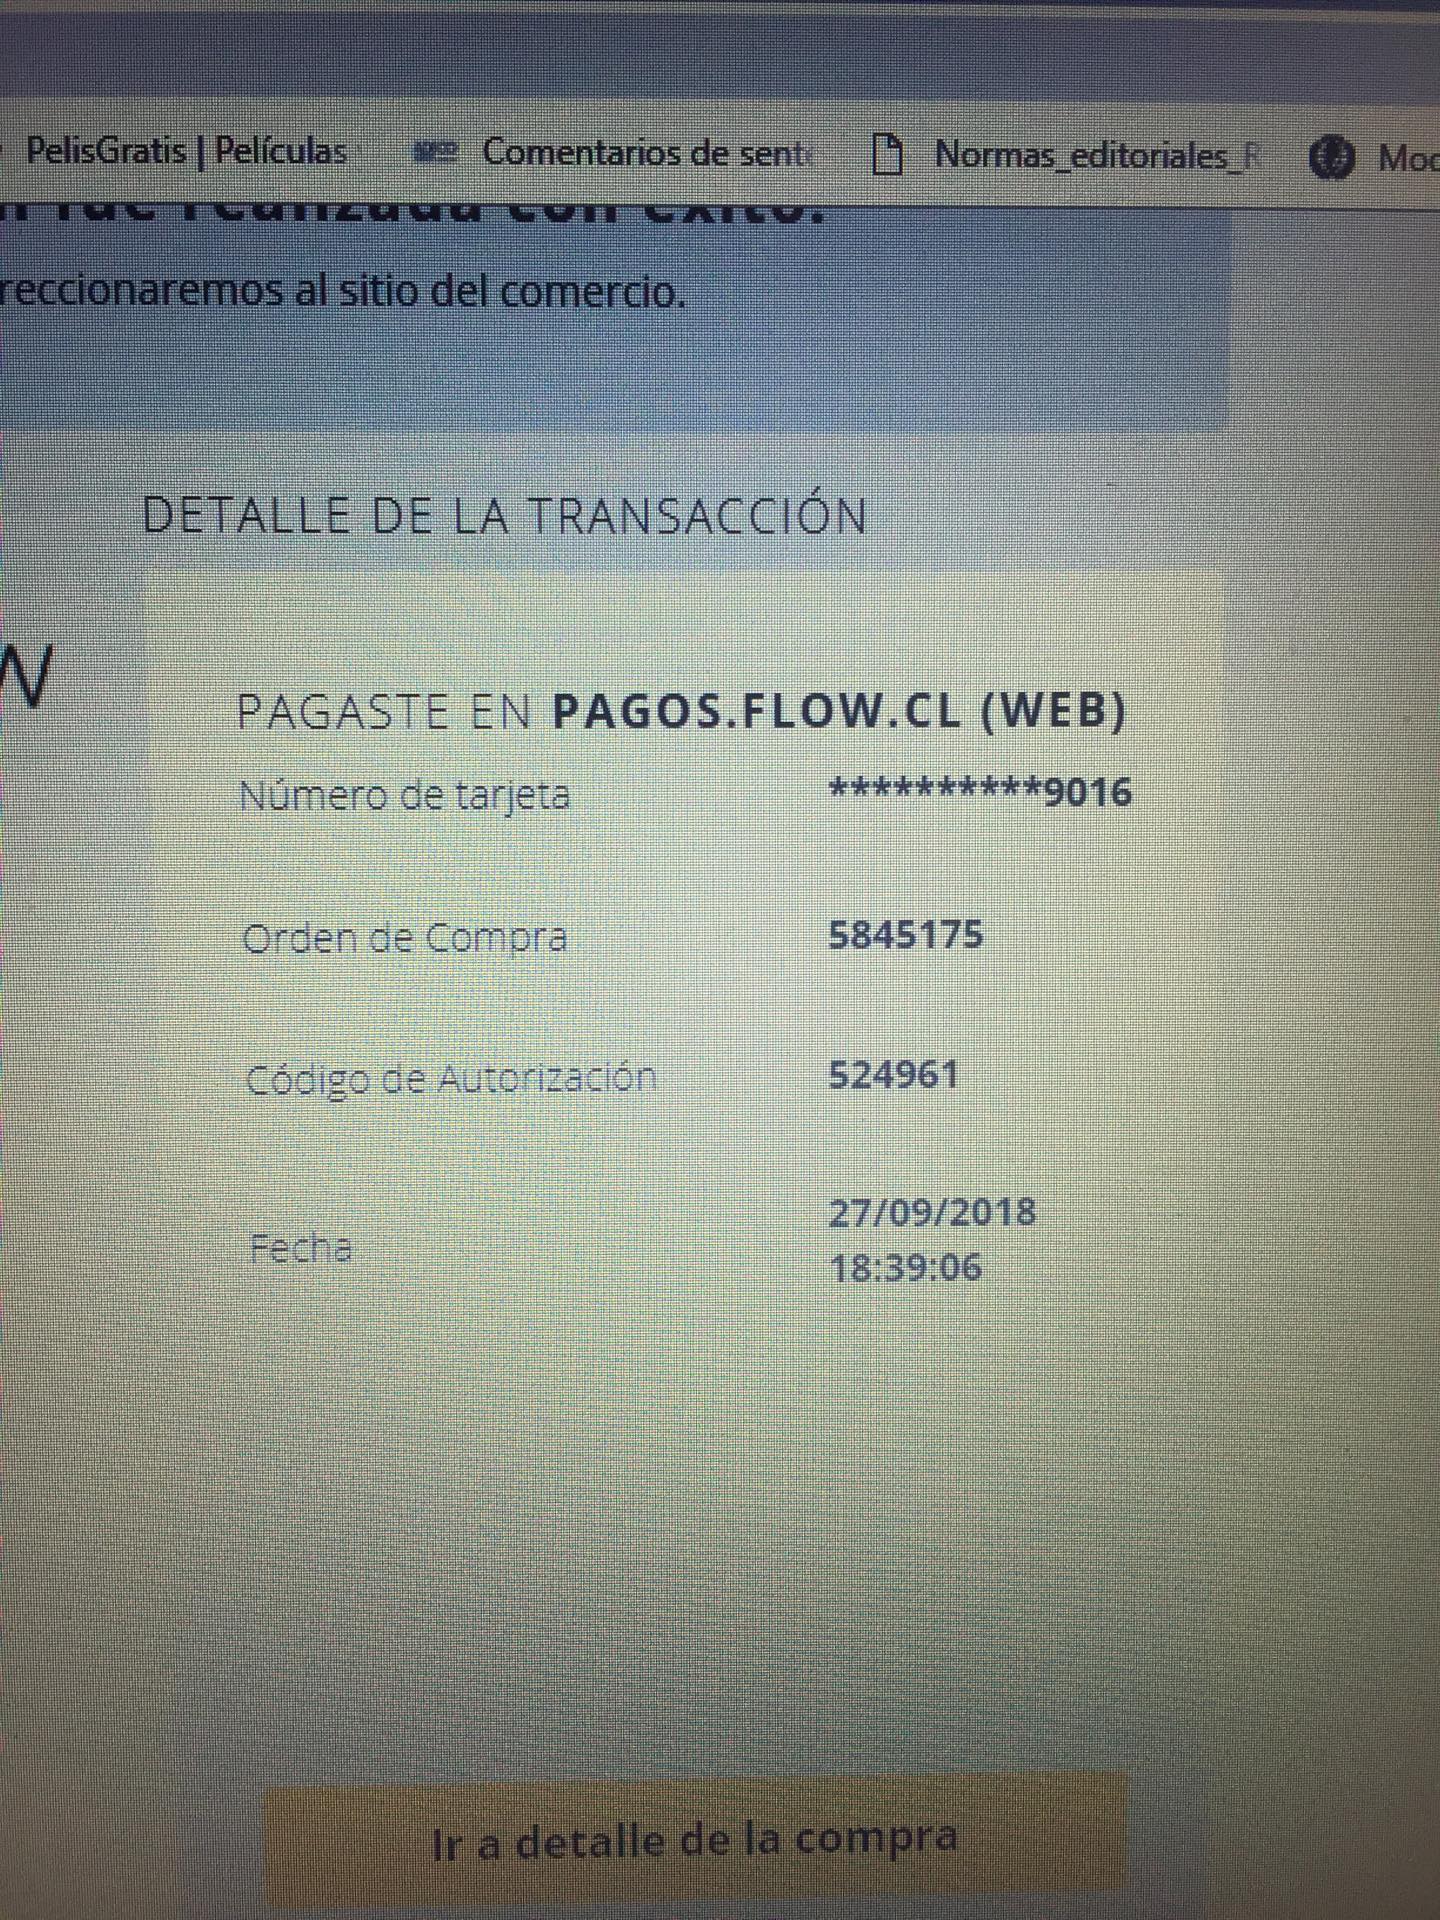 PelisGratis | Películas Comentarios de sent Normas_editoriales_R Moc
fue realizada con éxito.
reccionaremos al sitio del comercio.
DETALLE DE LA TRANSACCIÓN
N
PAGASTE EN PAGOS.FLOW.CL (WEB)
Número de tarjeta **********9016
Orden de Compra 5845175
Código de Autorización 524961
Fecha 27/09/2018
18:39:06
Ir a detalle de la compra